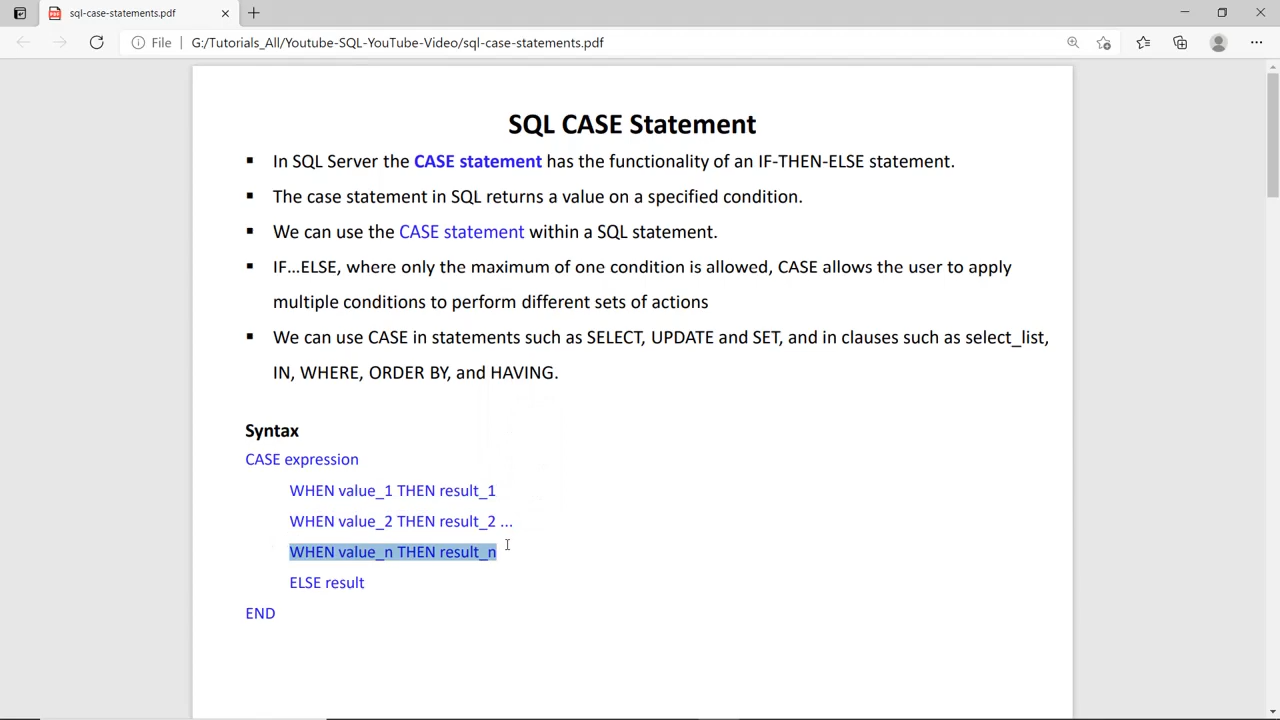 sql-case-statements.pdf
File | G:/Tutorials_All/Youtube-SQL-YouTube-Video/sql-case-statements.pdf
SQL CASE Statement
▪ In SQL Server the CASE statement has the functionality of an IF-THEN-ELSE statement.
▪ The case statement in SQL returns a value on a specified condition.
▪ We can use the CASE statement within a SQL statement.
▪ IF...ELSE, where only the maximum of one condition is allowed, CASE allows the user to apply
multiple conditions to perform different sets of actions
▪ We can use CASE in statements such as SELECT, UPDATE and SET, and in clauses such as select_list,
IN, WHERE, ORDER BY, and HAVING.
Syntax
CASE expression
WHEN value_1 THEN result_1
WHEN value_2 THEN result_2 ...
WHEN value_n THEN result_n
ELSE result
END